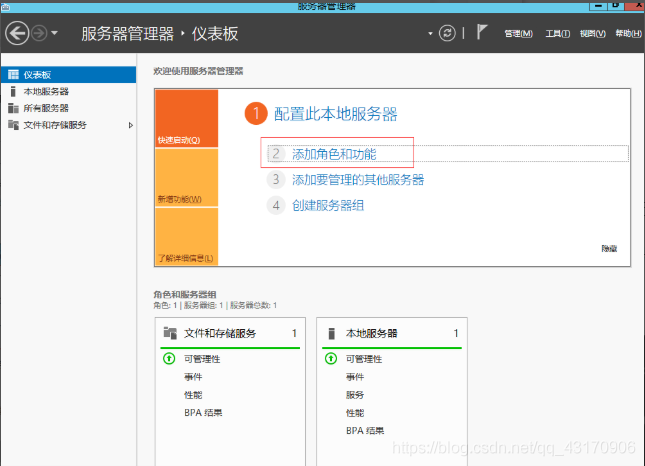 服务器管理器
服务器管理器 · 仪表板
管理(M) 工具(T) 视图(V) 帮助(H)
仪表板
本地服务器
所有服务器
文件和存储服务
欢迎使用服务器管理器
快速启动(Q)
新增功能(W)
了解详细信息(L)
1 配置此本地服务器
2 添加角色和功能
3 添加要管理的其他服务器
4 创建服务器组
隐藏
角色和服务器组
角色: 1 | 服务器组: 1 | 服务器总数: 1
文件和存储服务 1
可管理性
事件
性能
BPA 结果
本地服务器 1
可管理性
事件
服务
性能
BPA 结果
https://blog.csdn.net/qq_43170906